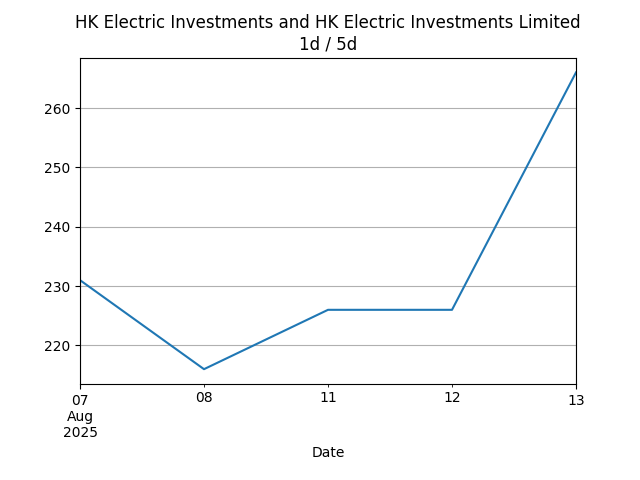 HK Electric Investments and HK Electric Investments Limited
1d / 5d
260
250
240
230
220
07 08 11 12 13
Aug
2025
Date